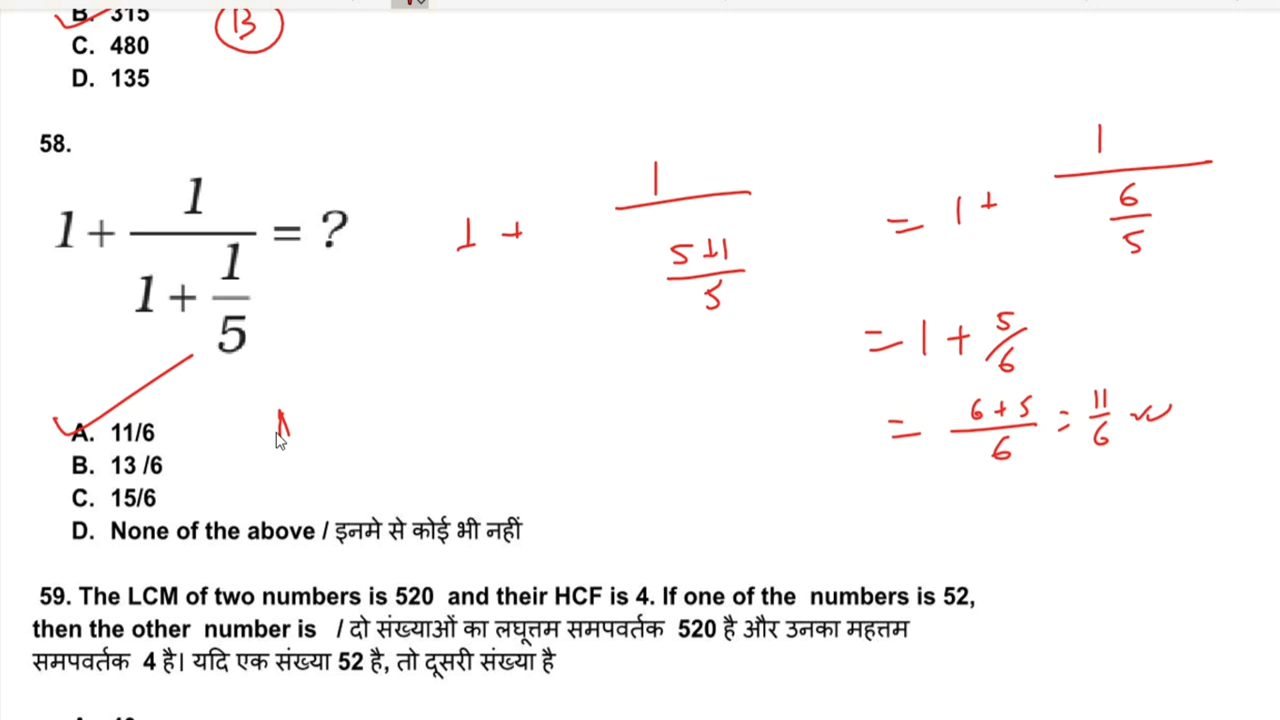 B. 315
B
C. 480
D. 135
58.
1 + 1 / (1 + 1/5) = ?
1 + 1 / ((5+1)/5)
= 1 + 1 / (6/5)
= 1 + 5/6
= (6+5)/6 = 11/6
A. 11/6
A
B. 13 /6
C. 15/6
D. None of the above / इनमे से कोई भी नहीं
59. The LCM of two numbers is 520 and their HCF is 4. If one of the numbers is 52,
then the other number is / दो संख्याओं का लघूत्तम समपवर्तक 520 है और उनका महत्तम
समपवर्तक 4 है। यदि एक संख्या 52 है, तो दूसरी संख्या है